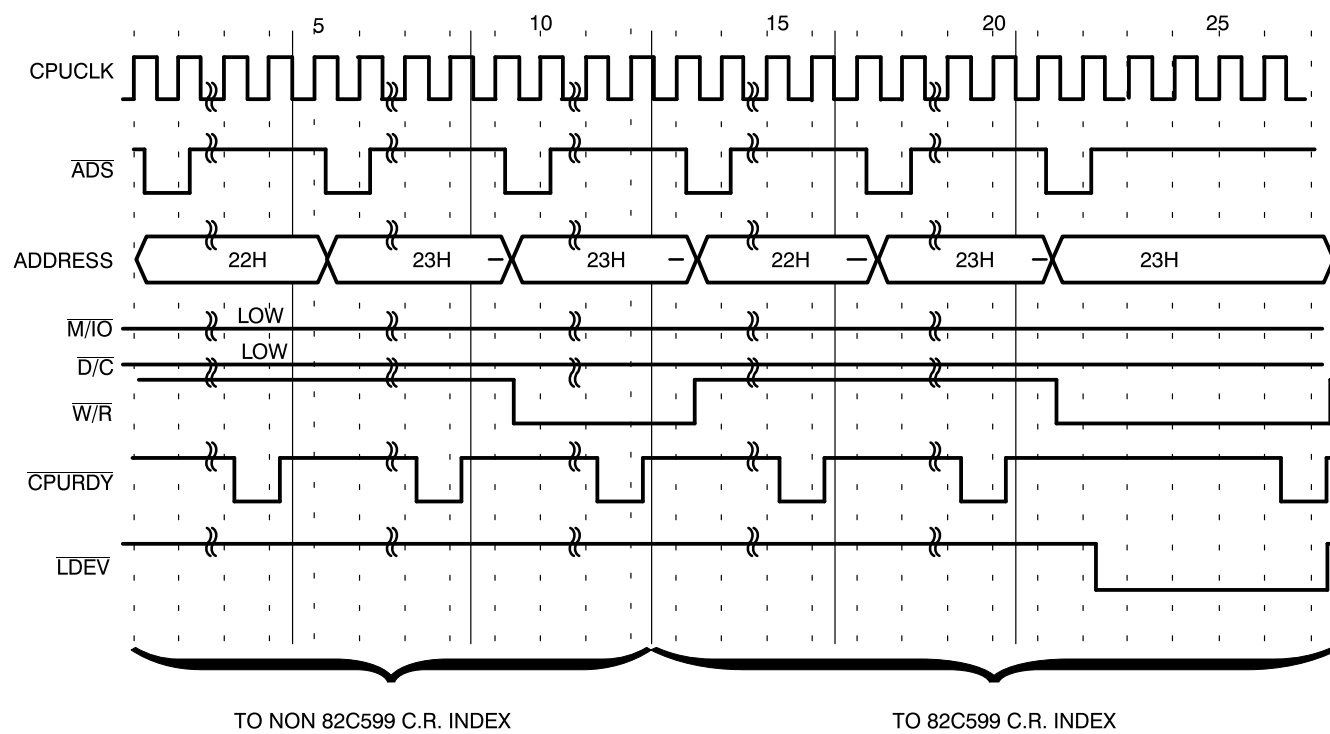 5 10 15 20 25
CPUCLK
ADS
ADDRESS 22H 23H 23H 22H 23H 23H
M/IO LOW
D/C LOW
W/R
CPURDY
LDEV
TO NON 82C599 C.R. INDEX TO 82C599 C.R. INDEX